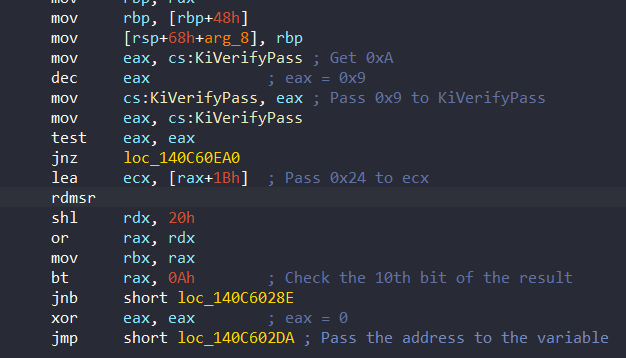 mov rbp, rax
mov rbp, [rbp+48h]
mov [rsp+68h+arg_8], rbp
mov eax, cs:KiVerifyPass ; Get 0xA
dec eax ; eax = 0x9
mov cs:KiVerifyPass, eax ; Pass 0x9 to KiVerifyPass
mov eax, cs:KiVerifyPass
test eax, eax
jnz loc_140C60EA0
lea ecx, [rax+1Bh] ; Pass 0x24 to ecx
rdmsr
shl rdx, 20h
or rax, rdx
mov rbx, rax
bt rax, 0Ah ; Check the 10th bit of the result
jnb short loc_140C6028E
xor eax, eax ; eax = 0
jmp short loc_140C602DA ; Pass the address to the variable